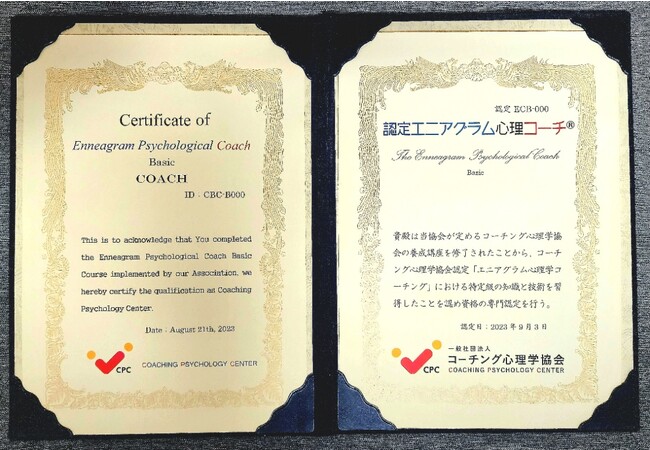 Certificate of
Enneagram Psychological Coach
Basic
COACH
ID : CBC-B000
This is to acknowledge that You completed
the Enneagram Psychological Coach Basic
Course implemented by our Association. we
hereby certify the qualification as Coaching
Psychology Center.
Date : August 21th, 2023
CPC
COACHING PSYCHOLOGY CENTER
認定 ECB-000
認定エニアグラム心理コーチ®
The Enneagram Psychological Coach
Basic
貴殿は当協会が定めるコーチング心理学協
会の養成講座を修了されたことから、コーチ
ング心理学協会認定「エニアグラム心理学コ
ーチング」における特定級の知識と技術を習
得したことを認め資格の専門認定を行う。
認定日：2023年9月3日
CPC
一般社団法人
コーチング心理学協会
COACHING PSYCHOLOGY CENTER